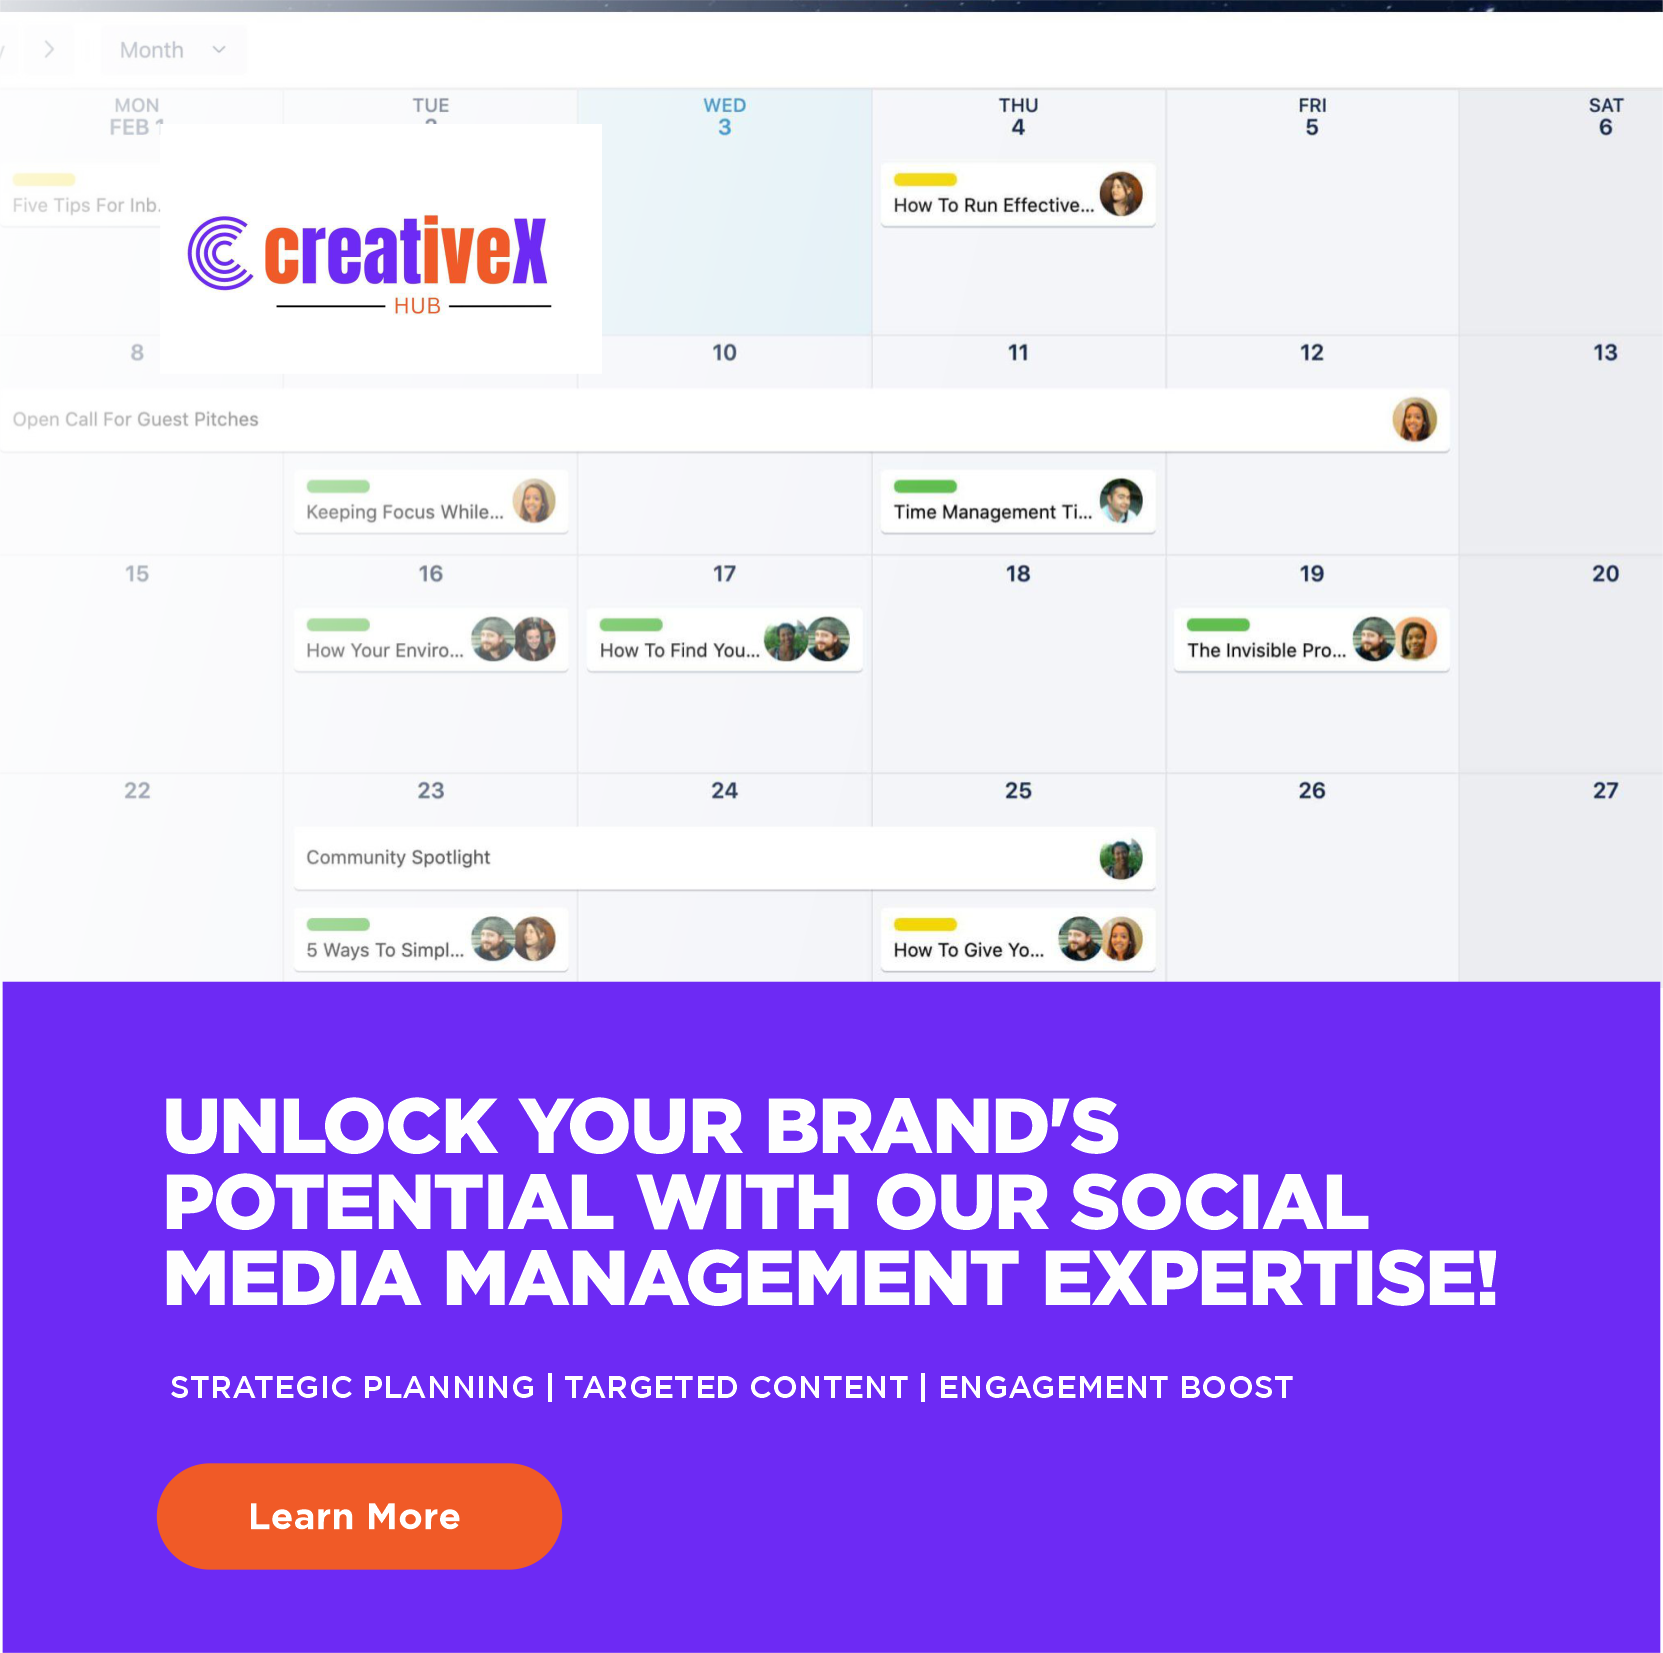 Month
MON
FEB
TUE
WED
3
THU
4
FRI
5
SAT
6
Five Tips For Inb.
How To Run Effective...
creativeX
HUB
8
10
11
12
13
Open Call For Guest Pitches
Keeping Focus While...
Time Management Ti...
15
16
17
18
19
20
How Your Enviro...
How To Find You...
The Invisible Pro...
22
23
24
25
26
27
Community Spotlight
5 Ways To Simpl...
How To Give Yo...
UNLOCK YOUR BRAND'S
POTENTIAL WITH OUR SOCIAL
MEDIA MANAGEMENT EXPERTISE!
STRATEGIC PLANNING | TARGETED CONTENT | ENGAGEMENT BOOST
Learn More